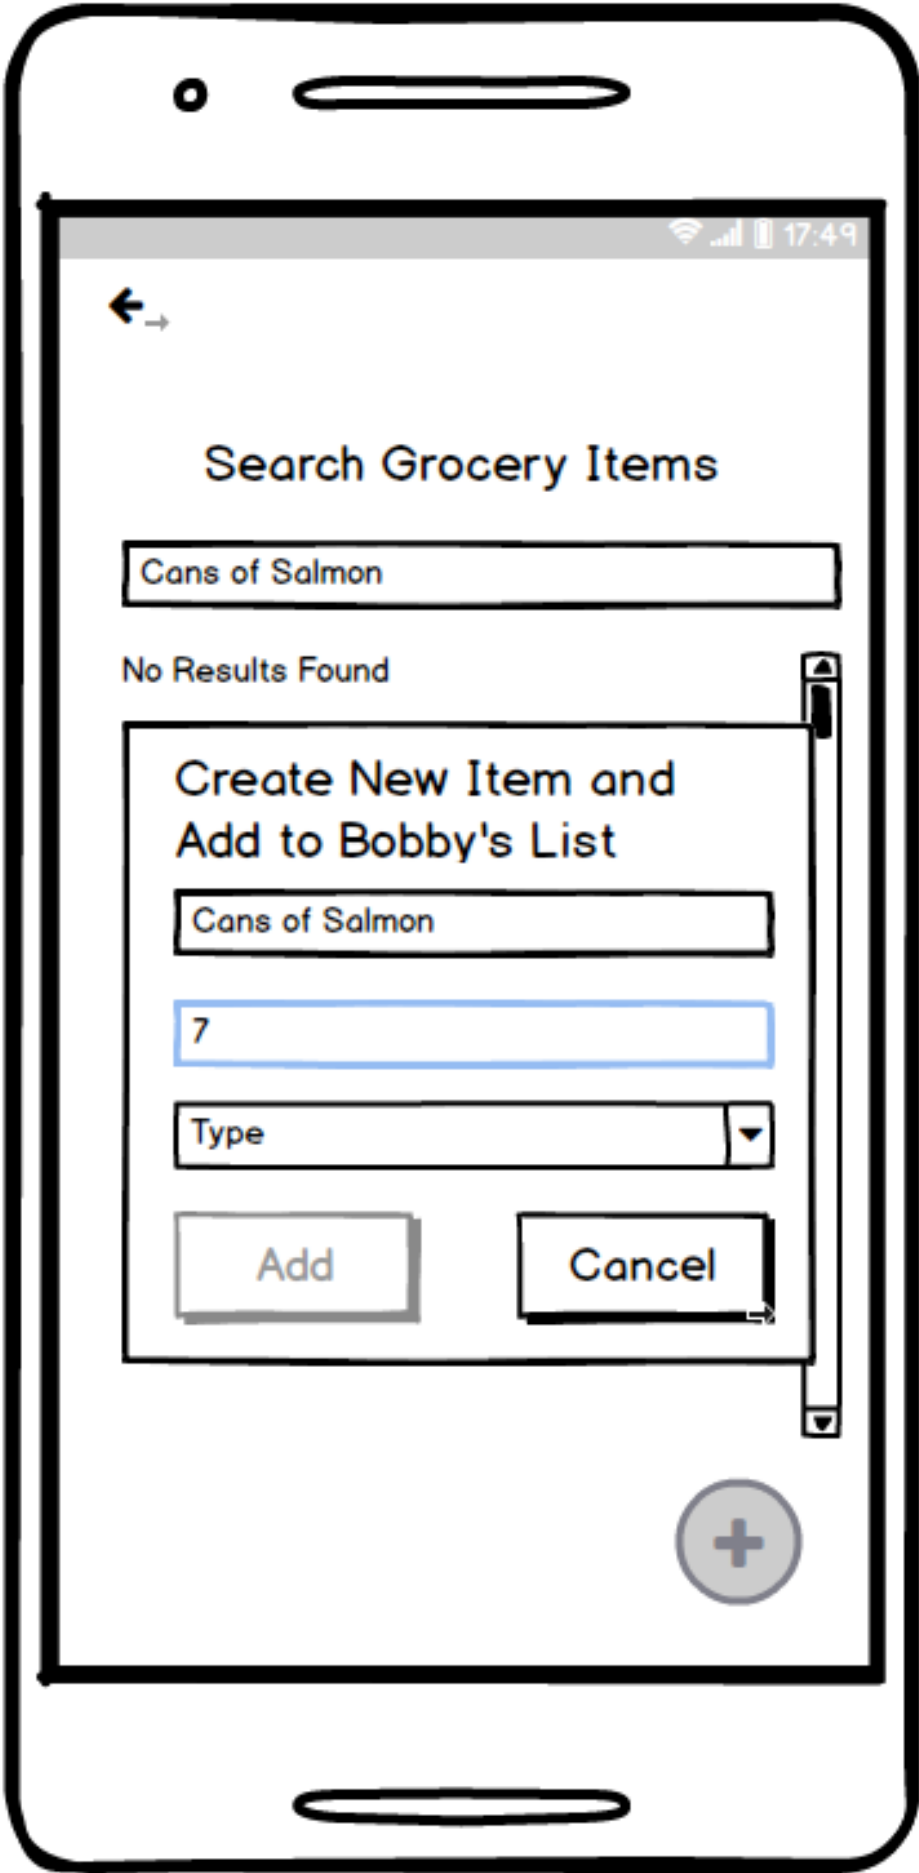 17:49
Search Grocery Items
Cans of Salmon
No Results Found
Create New Item and
Add to Bobby's List
Cans of Salmon
7
Type
Add
Cancel